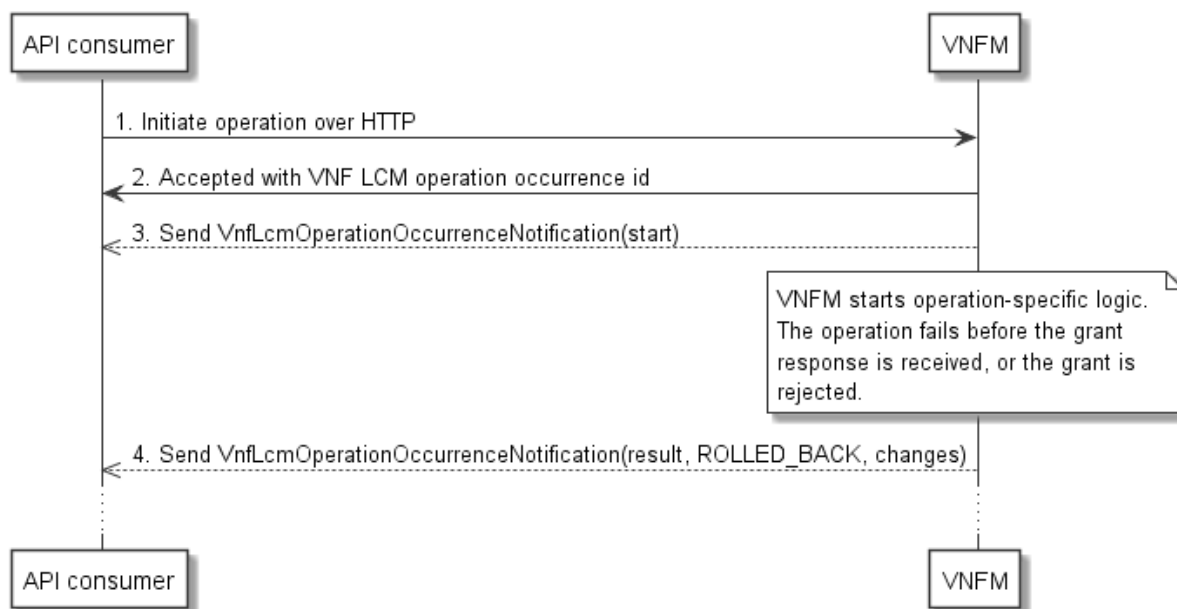 API consumer
VNFM
1. Initiate operation over HTTP
2. Accepted with VNF LCM operation occurrence id
3. Send VnfLcmOperationOccurrenceNotification(start)
VNFM starts operation-specific logic.
The operation fails before the grant
response is received, or the grant is
rejected.
4. Send VnfLcmOperationOccurrenceNotification(result, ROLLED_BACK, changes)
API consumer
VNFM